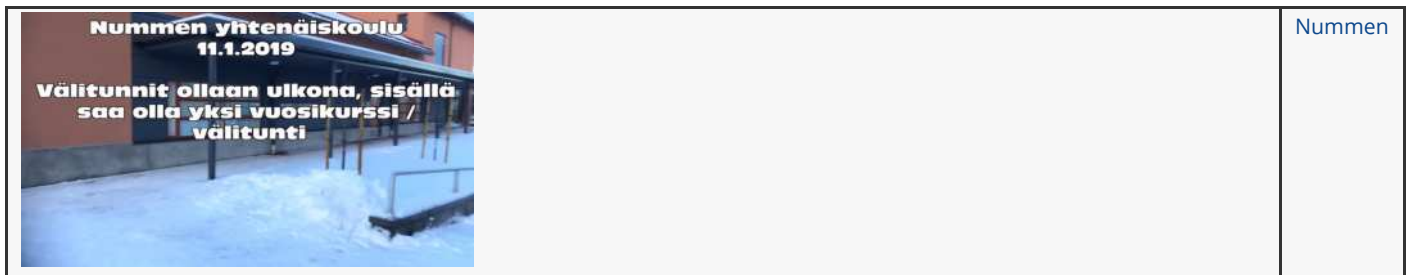 Nummen yhtenäiskoulu
11.1.2019
Välitunnit ollaan ulkona, sisällä
saa olla yksi vuosikurssi /
välitunti
Nummen